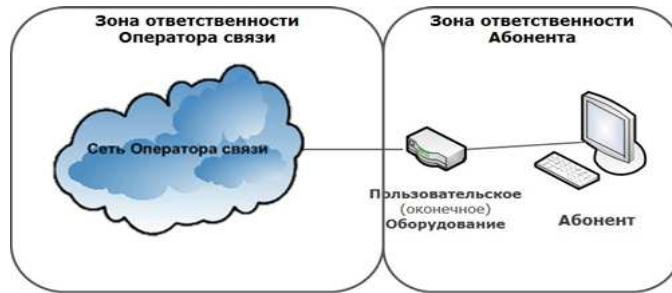 Зона ответственности
Оператора связи
Зона ответственности
Абонента
Сеть Оператора связи
Пользовательское
(оконечное)
Оборудование
Абонент